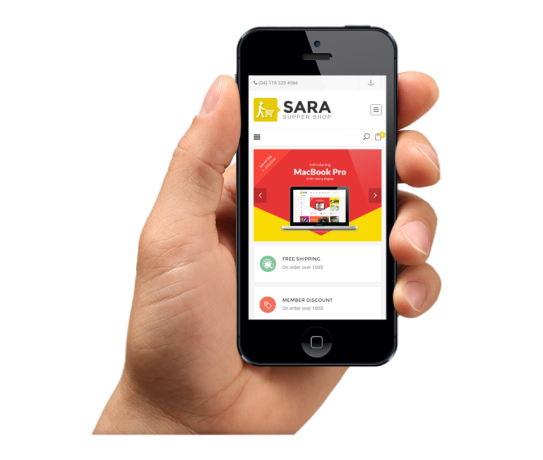 (04) 116 325 4566
SARA
SUPPER SHOP
Introducing
MacBook Pro
FREE SHIPPING
On order over 100$
MEMBER DISCOUNT
On order over 100$